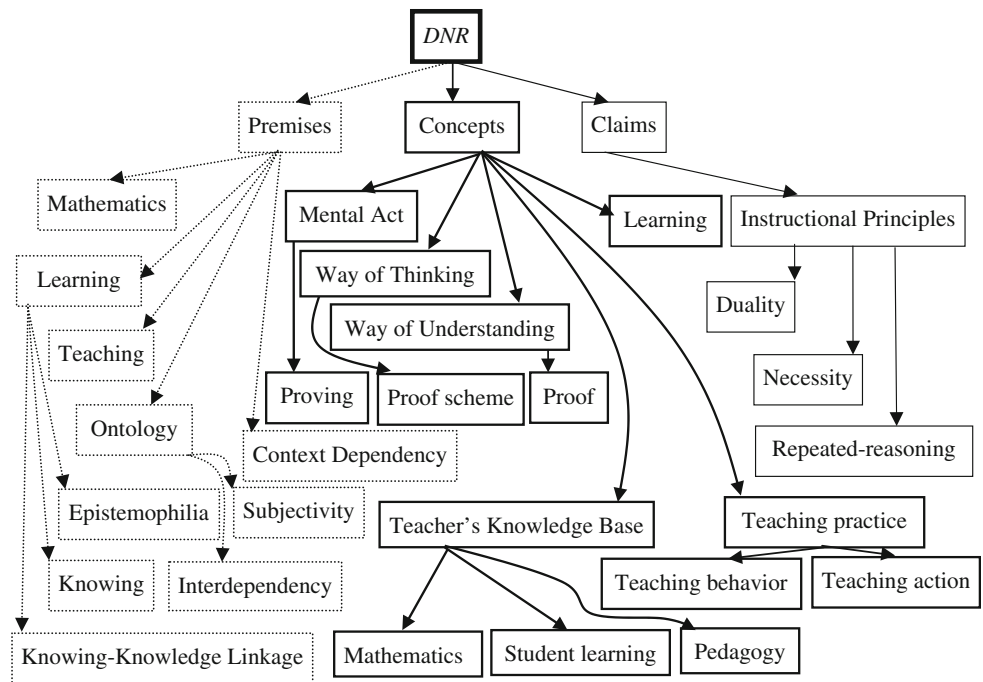 DNR
Premises
Concepts
Claims
Mathematics
Mental Act
Learning
Instructional Principles
Learning
Way of Thinking
Duality
Way of Understanding
Teaching
Necessity
Proving
Proof scheme
Proof
Ontology
Context Dependency
Repeated-reasoning
Epistemophilia
Subjectivity
Teacher's Knowledge Base
Teaching practice
Knowing
Interdependency
Teaching behavior
Teaching action
Knowing-Knowledge Linkage
Mathematics
Student learning
Pedagogy